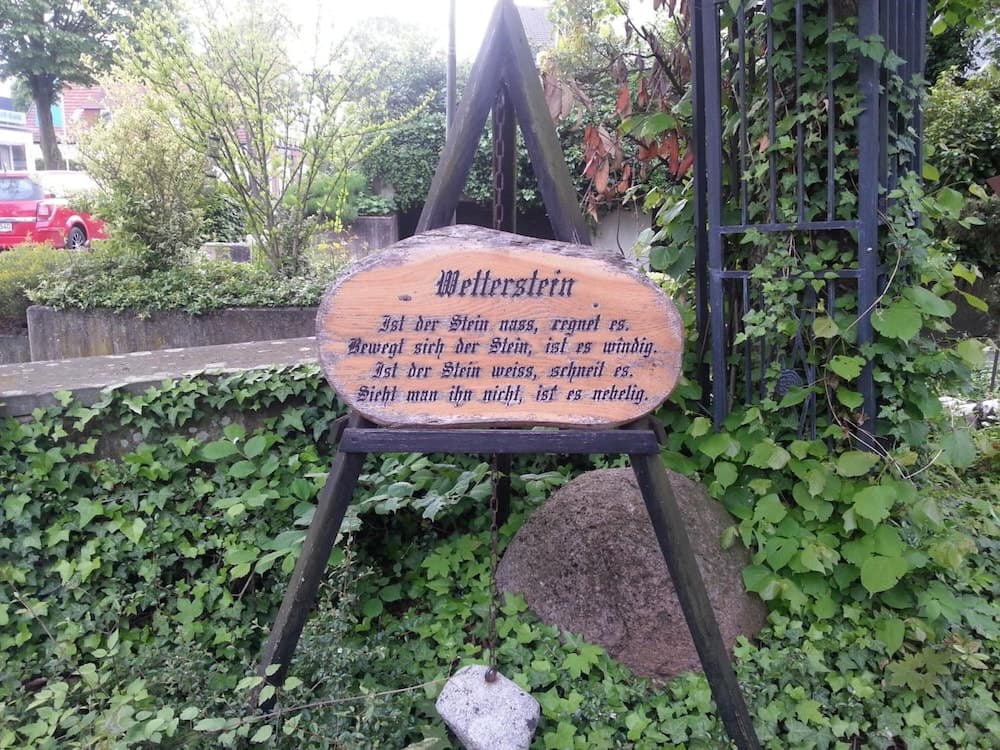 Wetterstein
Ist der Stein nass, regnet es.
Bewegt sich der Stein, ist es windig.
Ist der Stein weiss, schneit es.
Sieht man ihn nicht, ist es nebelig.